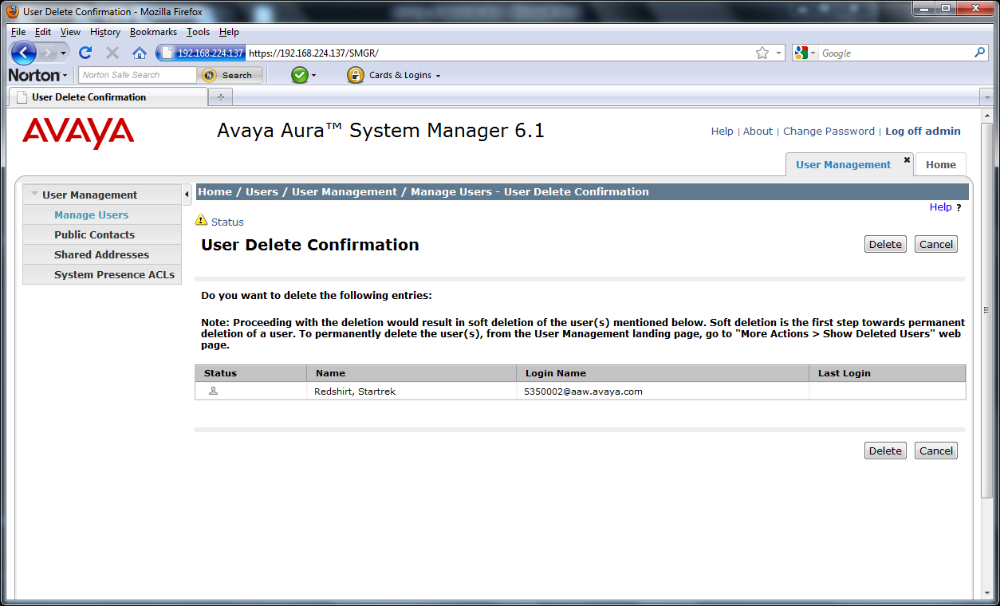 User Delete Confirmation - Mozilla Firefox
File Edit View History Bookmarks Tools Help
192.168.224.137 https://192.168.224.137/SMGR/ Google
Norton Norton Safe Search N Search Cards & Logins
User Delete Confirmation
AVAYA Avaya Aura™ System Manager 6.1 Help | About | Change Password | Log off admin
User Management Home
User Management
Manage Users
Public Contacts
Shared Addresses
System Presence ACLs
Home / Users / User Management / Manage Users - User Delete Confirmation
Help ?
Status
User Delete Confirmation Delete Cancel
Do you want to delete the following entries:
Note: Proceeding with the deletion would result in soft deletion of the user(s) mentioned below. Soft deletion is the first step towards permanent
deletion of a user. To permanently delete the user(s), from the User Management landing page, go to "More Actions > Show Deleted Users" web
page.
Status Name Login Name Last Login
Redshirt, Startrek 5350002@aaw.avaya.com
Delete Cancel